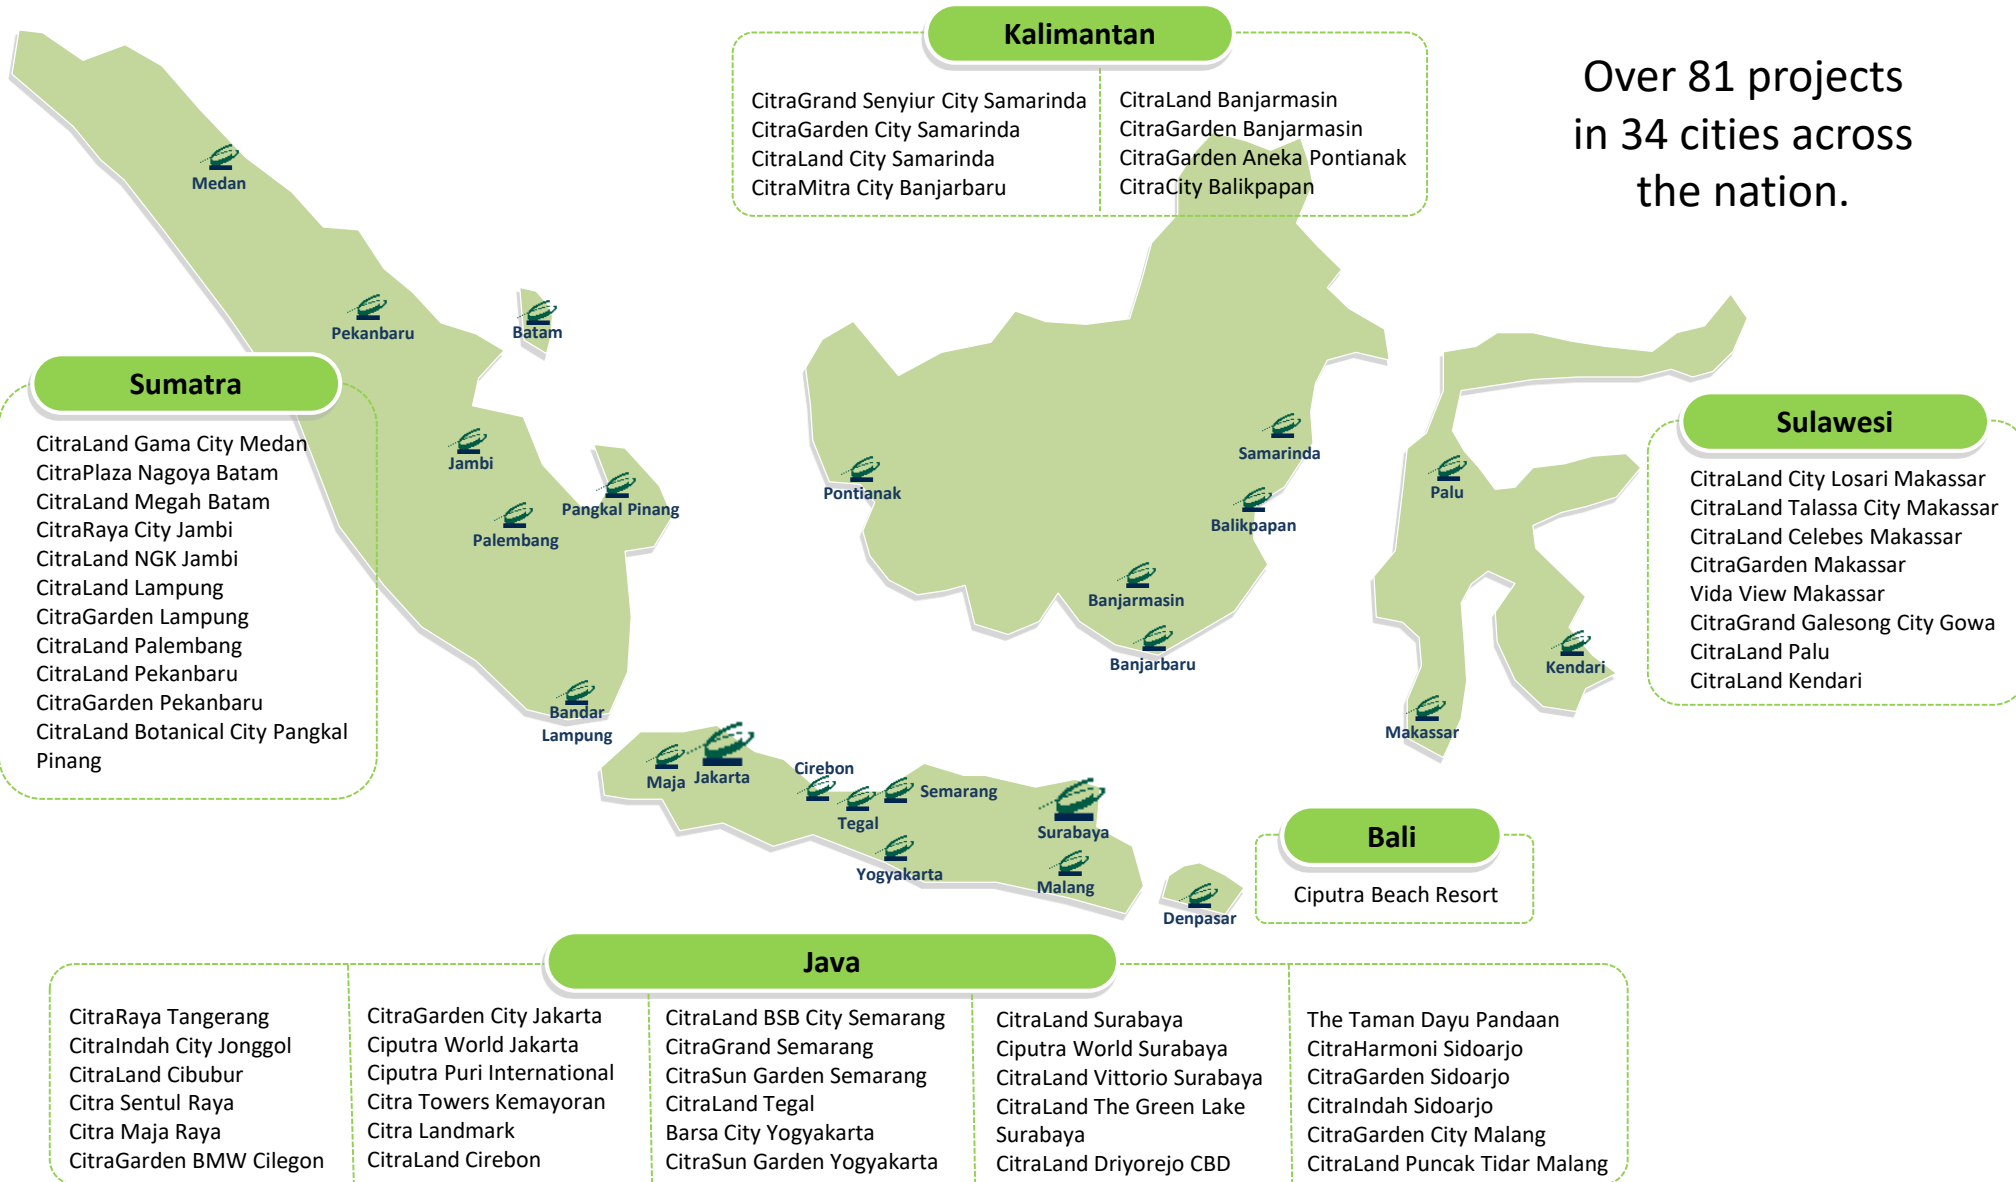 Kalimantan
CitraGrand Senyiur City Samarinda
CitraGarden City Samarinda
CitraLand City Samarinda
CitraMitra City Banjarbaru
CitraLand Banjarmasin
CitraGarden Banjarmasin
CitraGarden Aneka Pontianak
CitraCity Balikpapan
Over 81 projects
in 34 cities across
the nation.
Medan
Pekanbaru
Batam
Jambi
Palembang
Pangkal Pinang
Bandar
Lampung
Pontianak
Samarinda
Balikpapan
Banjarmasin
Banjarbaru
Palu
Kendari
Makassar
Maja
Jakarta
Cirebon
Tegal
Semarang
Yogyakarta
Surabaya
Malang
Denpasar
Sumatra
CitraLand Gama City Medan
CitraPlaza Nagoya Batam
CitraLand Megah Batam
CitraRaya City Jambi
CitraLand NGK Jambi
CitraLand Lampung
CitraGarden Lampung
CitraLand Palembang
CitraLand Pekanbaru
CitraGarden Pekanbaru
CitraLand Botanical City Pangkal
Pinang
Sulawesi
CitraLand City Losari Makassar
CitraLand Talassa City Makassar
CitraLand Celebes Makassar
CitraGarden Makassar
Vida View Makassar
CitraGrand Galesong City Gowa
CitraLand Palu
CitraLand Kendari
Bali
Ciputra Beach Resort
Java
CitraRaya Tangerang
CitraIndah City Jonggol
CitraLand Cibubur
Citra Sentul Raya
Citra Maja Raya
CitraGarden BMW Cilegon
CitraGarden City Jakarta
Ciputra World Jakarta
Ciputra Puri International
Citra Towers Kemayoran
Citra Landmark
CitraLand Cirebon
CitraLand BSB City Semarang
CitraGrand Semarang
CitraSun Garden Semarang
CitraLand Tegal
Barsa City Yogyakarta
CitraSun Garden Yogyakarta
CitraLand Surabaya
Ciputra World Surabaya
CitraLand Vittorio Surabaya
CitraLand The Green Lake
Surabaya
CitraLand Driyorejo CBD
The Taman Dayu Pandaan
CitraHarmoni Sidoarjo
CitraGarden Sidoarjo
CitraIndah Sidoarjo
CitraGarden City Malang
CitraLand Puncak Tidar Malang